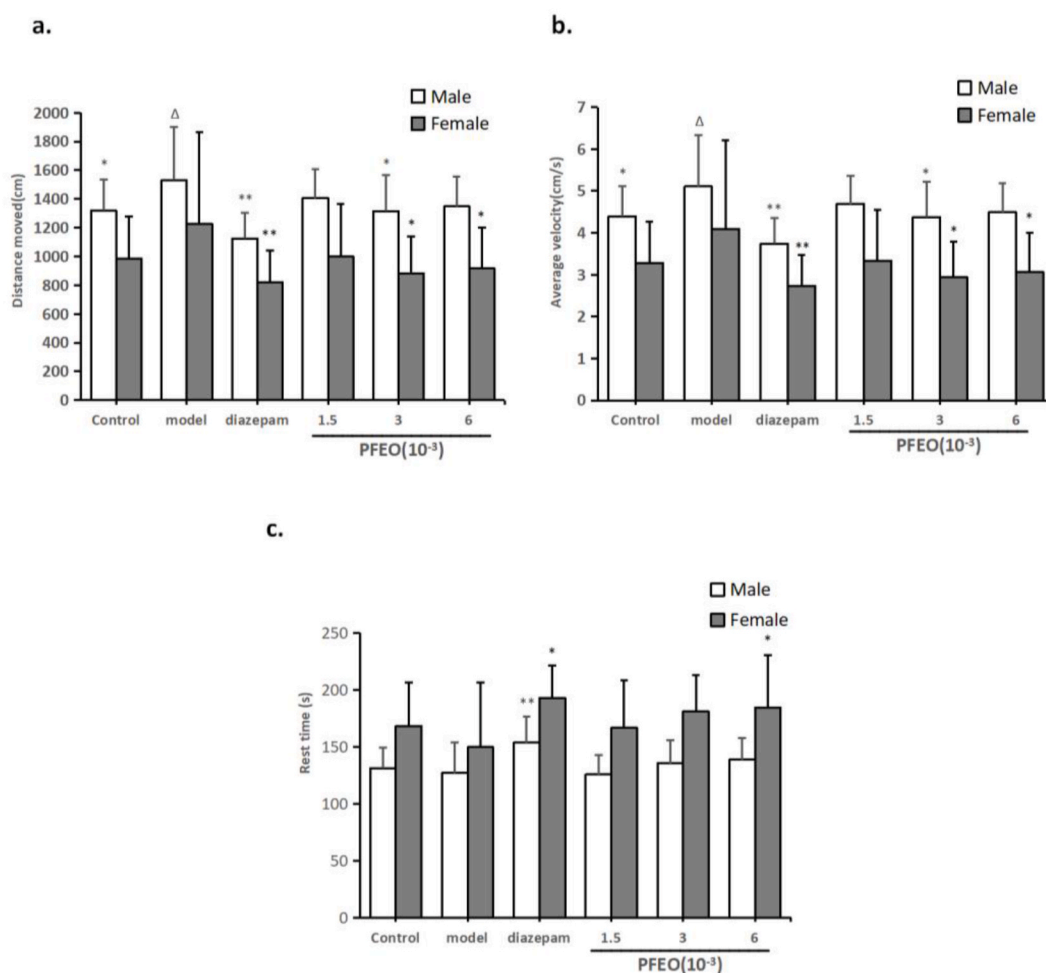 a.
Male
Female
Distance moved(cm)
2000
1800
1600
1400
1200
1000
800
600
400
200
0
*
Δ
**
**
*
*
*
Control model diazepam 1.5 3 6
PFEO(10⁻³)
b.
Male
Female
Average velocity(cm/s)
7
6
5
4
3
2
1
0
*
Δ
**
**
*
*
*
Control model diazepam 1.5 3 6
PFEO(10⁻³)
c.
Male
Female
Rest time (s)
250
200
150
100
50
0
**
*
*
Control model diazepam 1.5 3 6
PFEO(10⁻³)